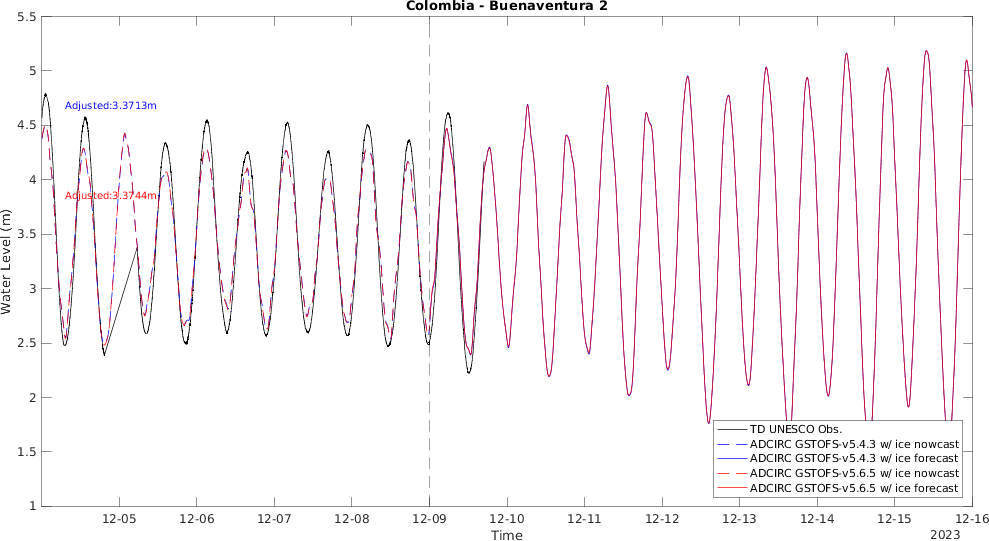 Colombia - Buenaventura 2
5.5
5
4.5
4
3.5
3
2.5
2
1.5
1
Water Level (m)
Adjusted:3.3713m
Adjusted:3.3744m
TD UNESCO Obs.
ADCIRC GSTOFS-v5.4.3 w/ ice nowcast
ADCIRC GSTOFS-v5.4.3 w/ ice forecast
ADCIRC GSTOFS-v5.6.5 w/ ice nowcast
ADCIRC GSTOFS-v5.6.5 w/ ice forecast
12-05 12-06 12-07 12-08 12-09 12-10 12-11 12-12 12-13 12-14 12-15 12-16
Time
2023